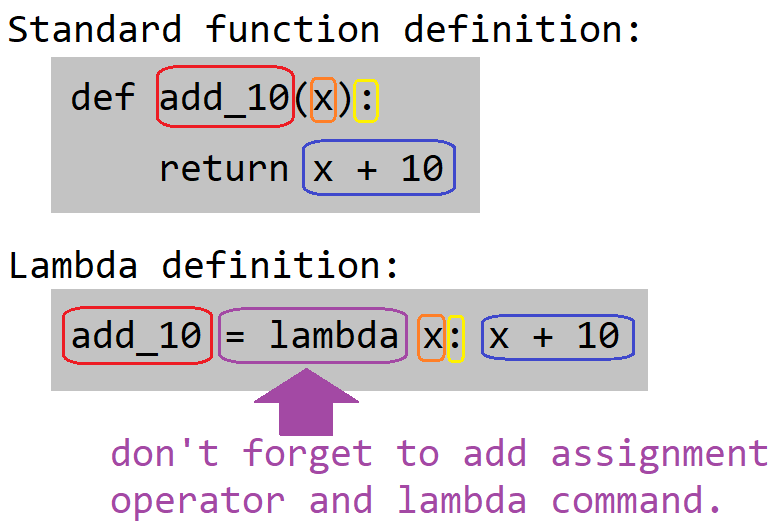 Standard function definition:
def add_10(x):
return x + 10
Lambda definition:
add_10 = lambda x: x + 10
don't forget to add assignment
operator and lambda command.